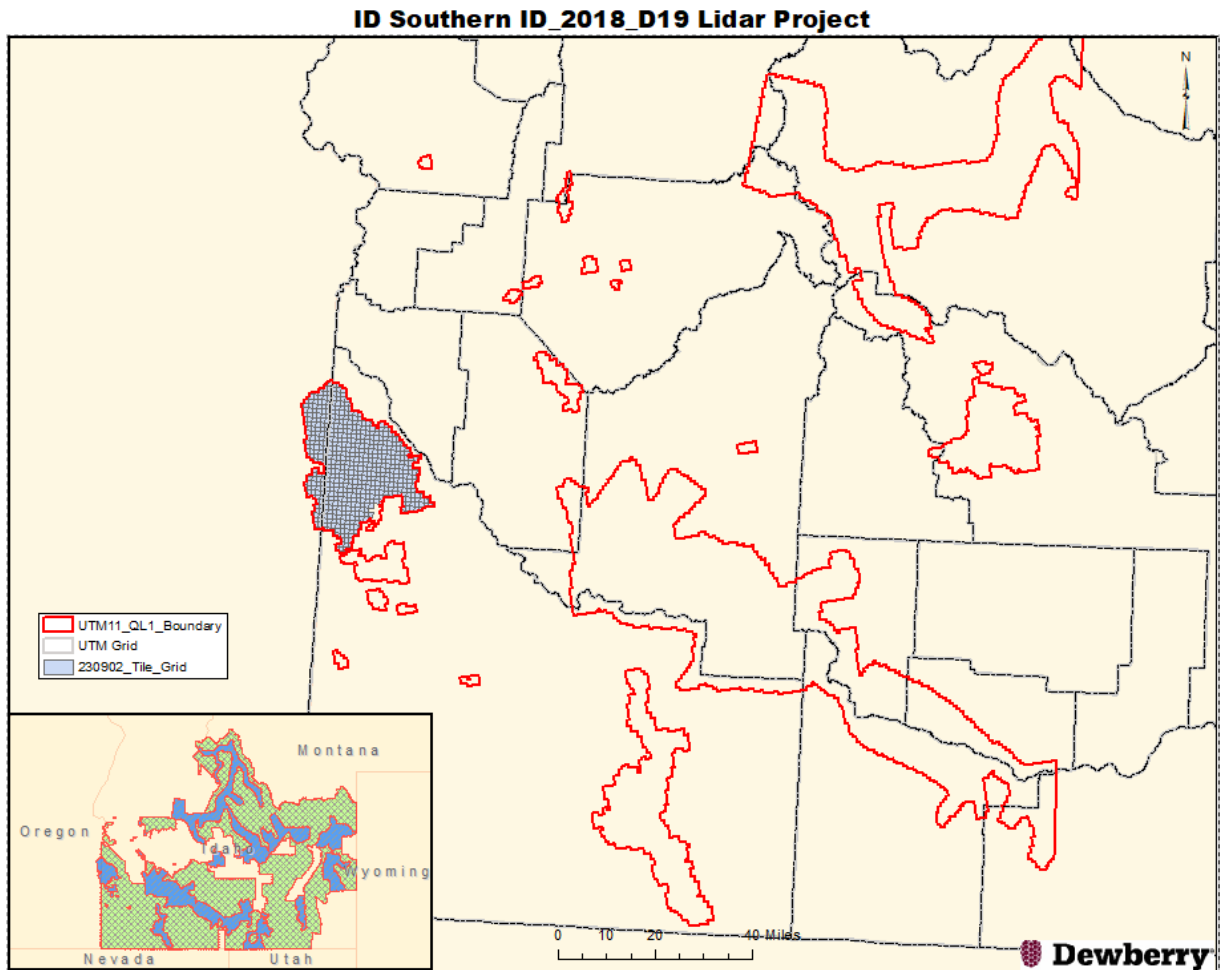 ID Southern ID_2018_D19 Lidar Project
N
UTM11_QL1_Boundary
UTM Grid
230902_Tile_Grid
Montana
Oregon
Idaho
Wyoming
Nevada
Utah
0 10 20 40 Miles
Dewberry